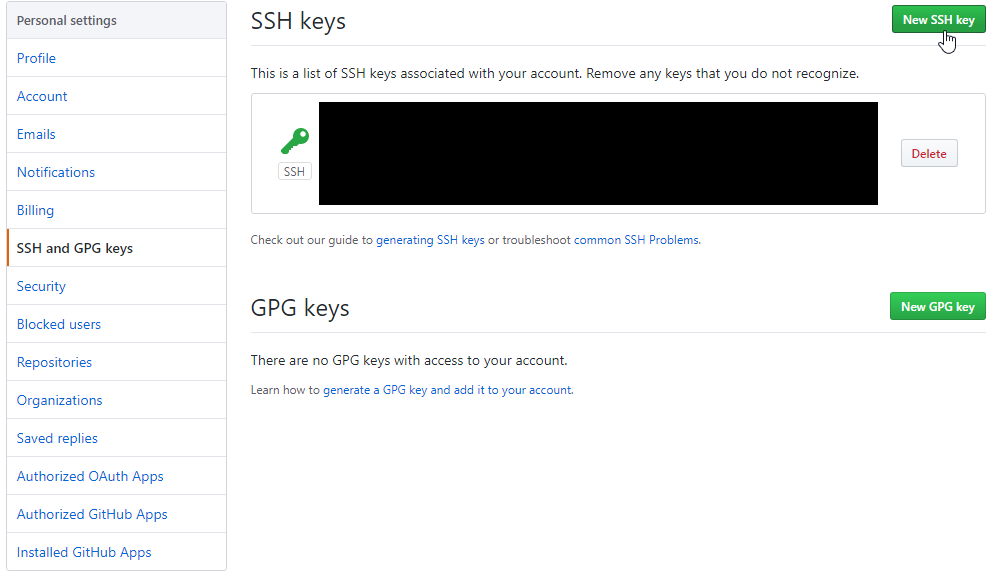 Personal settings
Profile
Account
Emails
Notifications
Billing
SSH and GPG keys
Security
Blocked users
Repositories
Organizations
Saved replies
Authorized OAuth Apps
Authorized GitHub Apps
Installed GitHub Apps
SSH keys
New SSH key
This is a list of SSH keys associated with your account. Remove any keys that you do not recognize.
SSH
Delete
Check out our guide to generating SSH keys or troubleshoot common SSH Problems.
GPG keys
New GPG key
There are no GPG keys with access to your account.
Learn how to generate a GPG key and add it to your account.